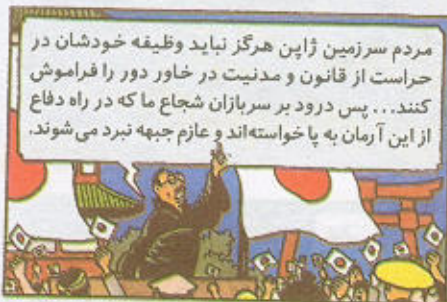 مردم سرزمین ژاپن هرگز نباید وظیفه خودشان در
حراست از قانون و مدنیت در خاور دور را فراموش
کنند... پس درود بر سربازان شجاع ما که در راه دفاع
از این آرمان به پا خواسته‌اند و عازم جبهه نبرد می‌شوند.